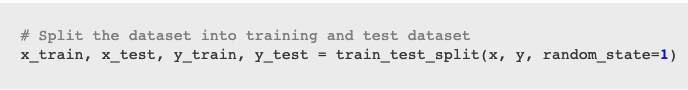 # Split the dataset into training and test dataset
x_train, x_test, y_train, y_test = train_test_split(x, y, random_state=1)